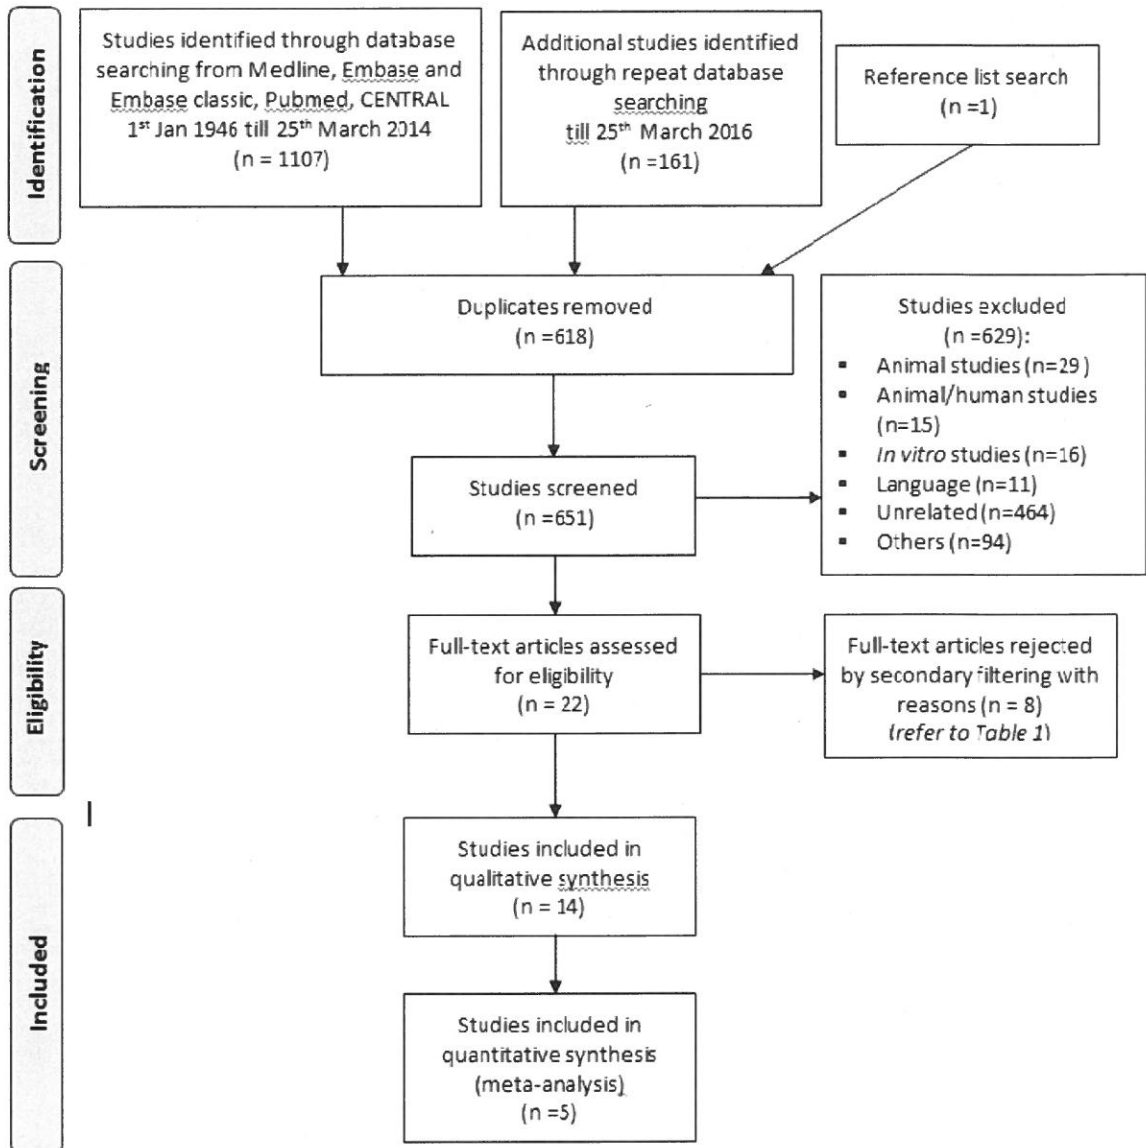 Identification
Studies identified through database
searching from Medline, Embase and
Embase classic, Pubmed, CENTRAL
1st Jan 1946 till 25th March 2014
(n = 1107)
Additional studies identified
through repeat database
searching
till 25th March 2016
(n =161)
Reference list search
(n =1)
Screening
Duplicates removed
(n =618)
Studies screened
(n =651)
Studies excluded
(n =629):
▪ Animal studies (n=29 )
▪ Animal/human studies
(n=15)
▪ In vitro studies (n=16)
▪ Language (n=11)
▪ Unrelated (n=464)
▪ Others (n=94)
Eligibility
Full-text articles assessed
for eligibility
(n = 22)
Full-text articles rejected
by secondary filtering with
reasons (n = 8)
(refer to Table 1)
Included
Studies included in
qualitative synthesis
(n = 14)
Studies included in
quantitative synthesis
(meta-analysis)
(n =5)